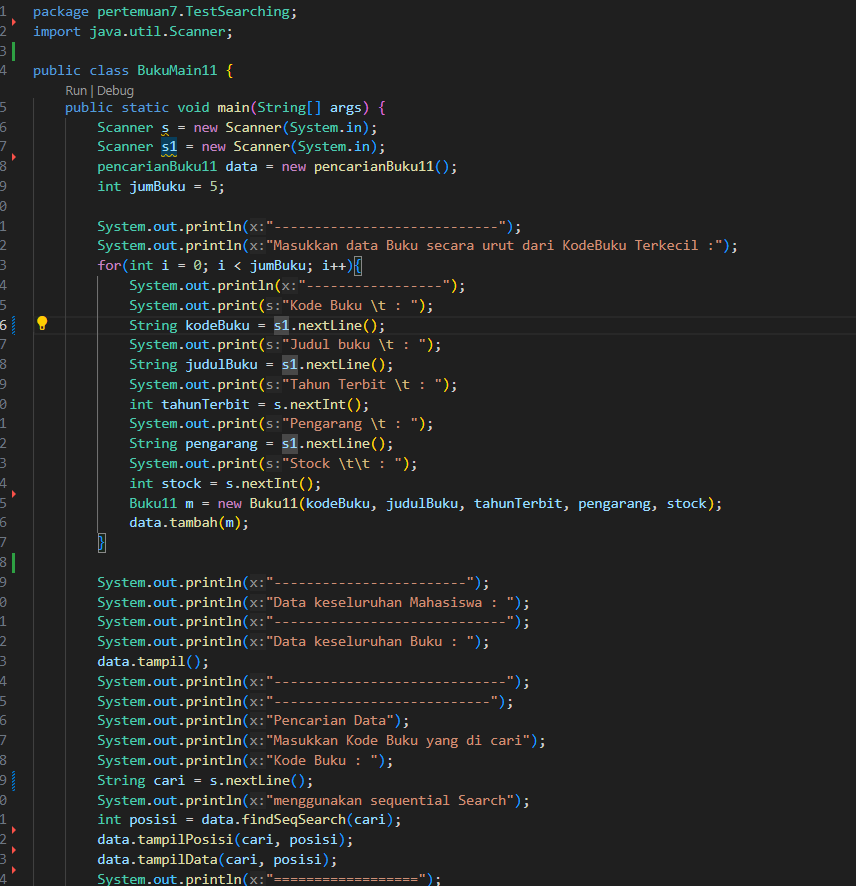 1 package pertemuan7.TestSearching;
2 import java.util.Scanner;
3
4 public class BukuMain11 {
Run | Debug
5 public static void main(String[] args) {
6 Scanner s = new Scanner(System.in);
7 Scanner s1 = new Scanner(System.in);
8 pencarianBuku11 data = new pencarianBuku11();
9 int jumBuku = 5;
0
1 System.out.println(x:"----------------------------");
2 System.out.println(x:"Masukkan data Buku secara urut dari KodeBuku Terkecil :");
3 for(int i = 0; i < jumBuku; i++){
4 System.out.println(x:"-----------------");
5 System.out.print(s:"Kode Buku \t : ");
6 String kodeBuku = s1.nextLine();
7 System.out.print(s:"Judul buku \t : ");
8 String judulBuku = s1.nextLine();
9 System.out.print(s:"Tahun Terbit \t : ");
0 int tahunTerbit = s.nextInt();
1 System.out.print(s:"Pengarang \t : ");
2 String pengarang = s1.nextLine();
3 System.out.print(s:"Stock \t\t : ");
4 int stock = s.nextInt();
5 Buku11 m = new Buku11(kodeBuku, judulBuku, tahunTerbit, pengarang, stock);
6 data.tambah(m);
7 }
8
9 System.out.println(x:"------------------------");
0 System.out.println(x:"Data keseluruhan Mahasiswa : ");
1 System.out.println(x:"-----------------------------");
2 System.out.println(x:"Data keseluruhan Buku : ");
3 data.tampil();
4 System.out.println(x:"-----------------------------");
5 System.out.println(x:"---------------------------");
6 System.out.println(x:"Pencarian Data");
7 System.out.println(x:"Masukkan Kode Buku yang di cari");
8 System.out.println(x:"Kode Buku : ");
9 String cari = s.nextLine();
0 System.out.println(x:"menggunakan sequential Search");
1 int posisi = data.findSeqSearch(cari);
2 data.tampilPosisi(cari, posisi);
3 data.tampilData(cari, posisi);
4 System.out.println(x:"==================");